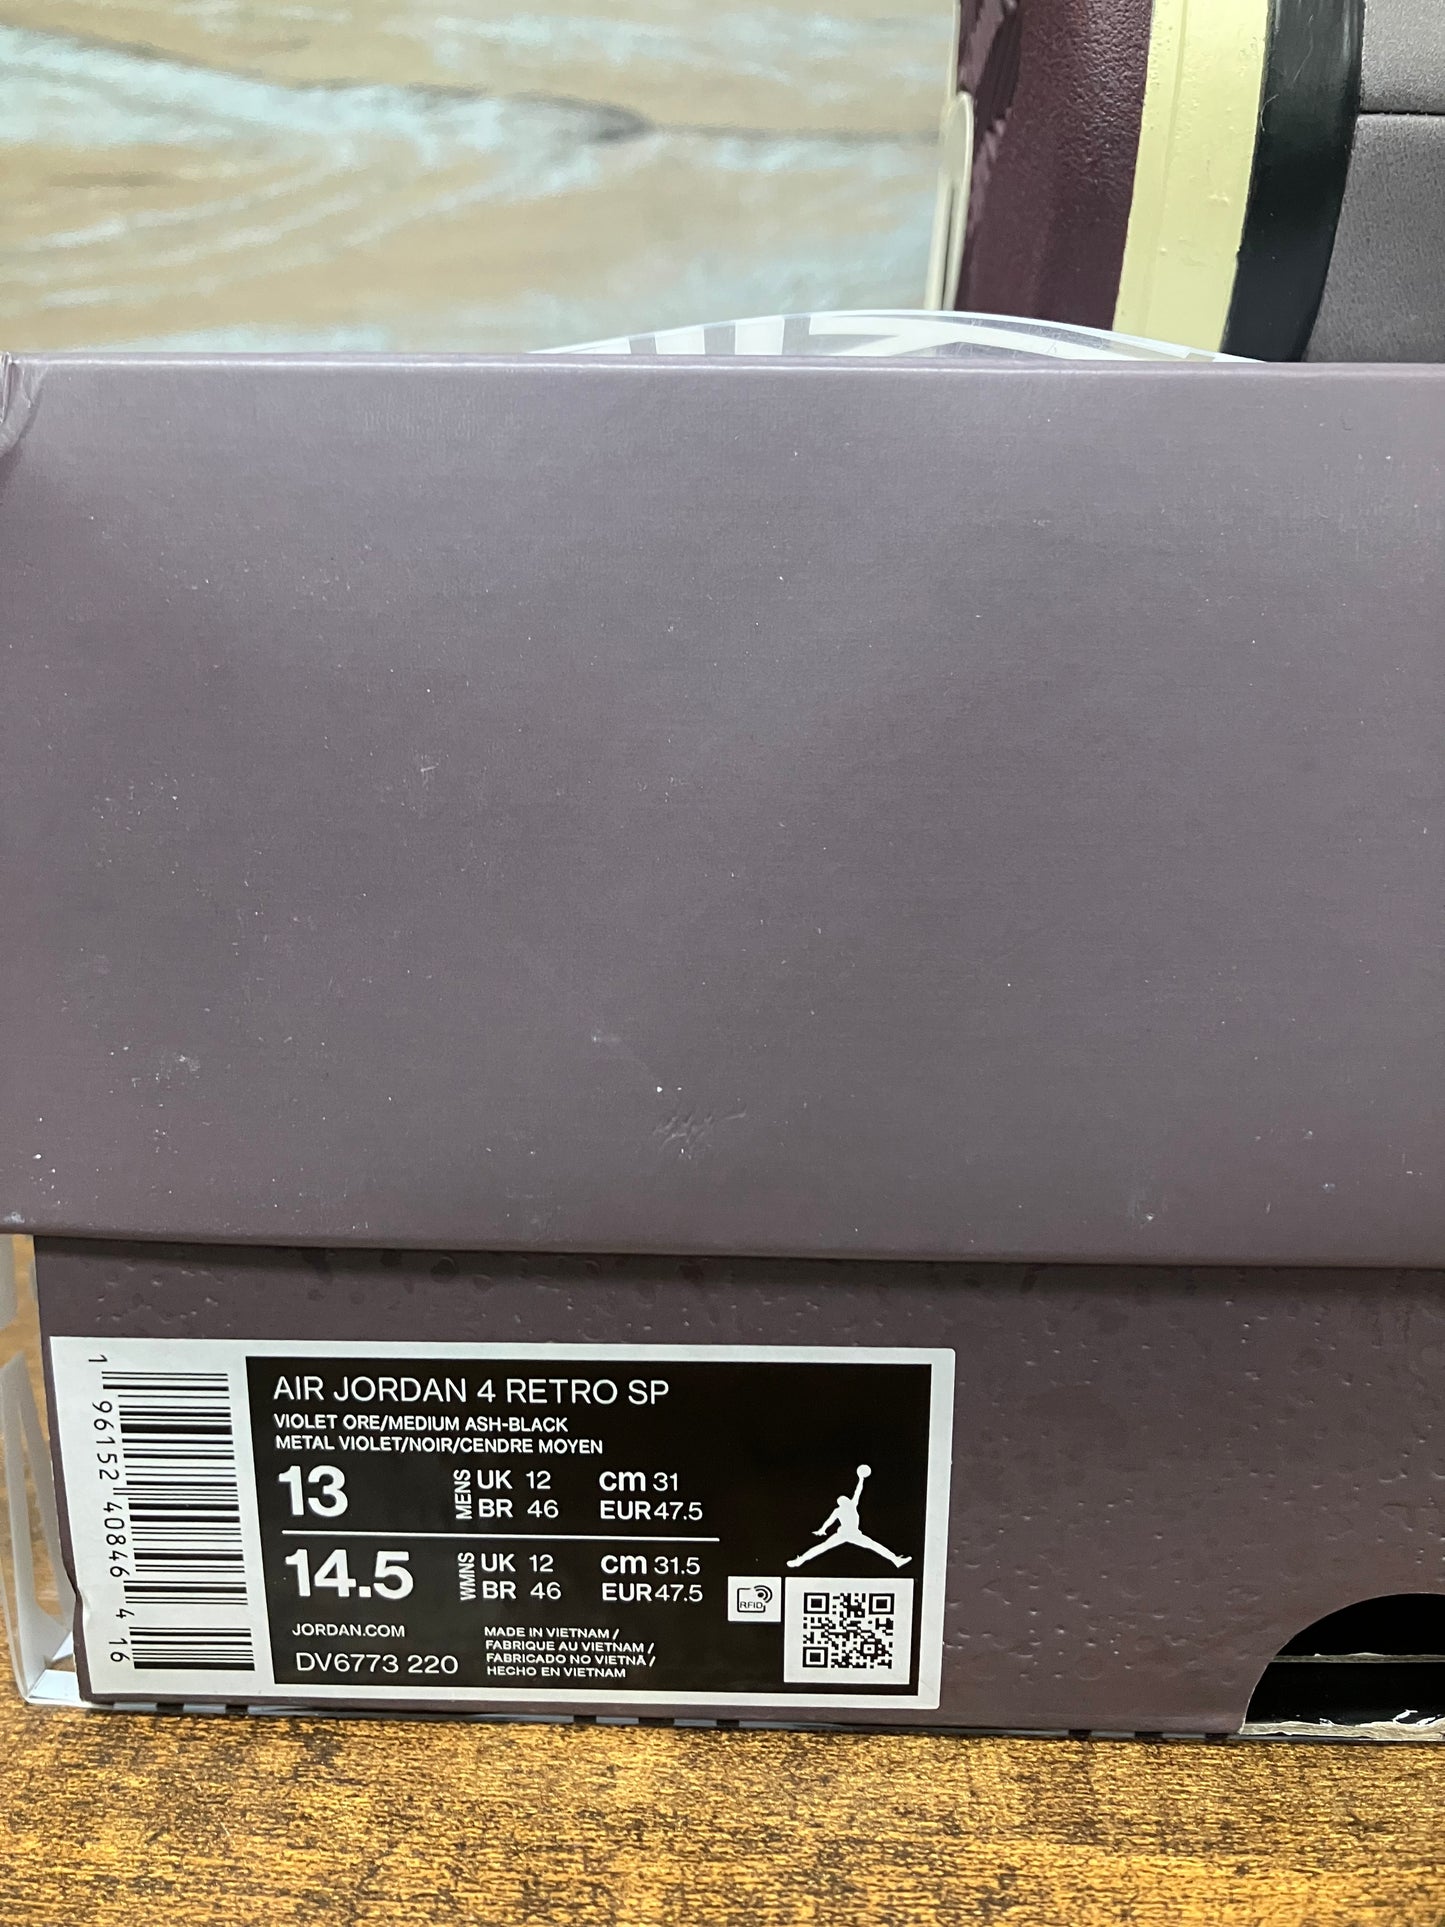 AIR JORDAN 4 RETRO SP
VIOLET ORE/MEDIUM ASH-BLACK
METAL VIOLET/NOIR/CENDRE MOYEN
13 MENS UK 12 cm 31
BR 46 EUR 47.5
14.5 WMNS UK 12 cm 31.5
BR 46 EUR 47.5
RFID
JORDAN.COM
DV6773 220
MADE IN VIETNAM /
FABRIQUE AU VIETNAM /
FABRICADO NO VIETNÃ /
HECHO EN VIETNAM
1 96152 40846 4 16